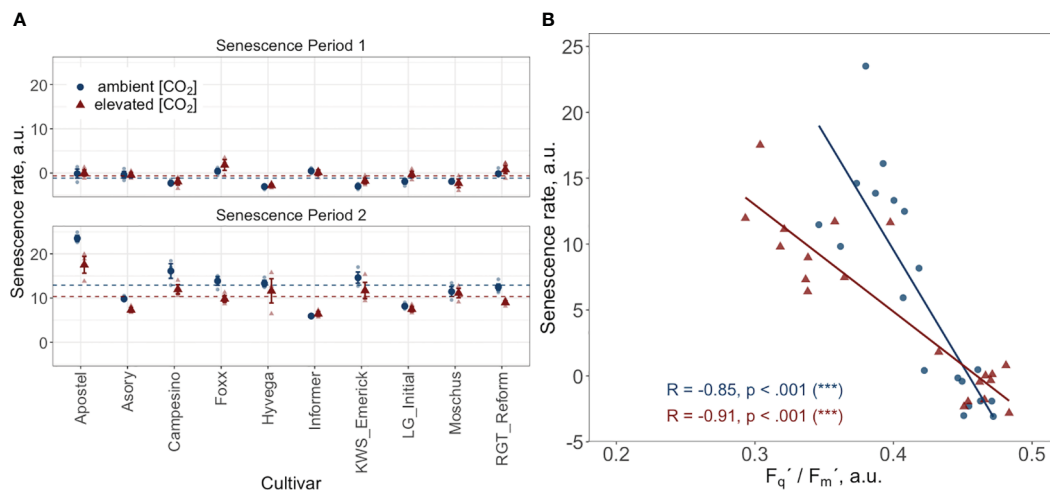 A
Senescence Period 1
ambient [CO₂]
elevated [CO₂]
20
10
0
Senescence Period 2
20
10
0
Senescence rate, a.u.
Apostel
Asory
Campesino
Foxx
Hyvega
Informer
KWS_Emerick
LG_Initial
Moschus
RGT_Reform
Cultivar
B
25
20
15
10
5
0
-5
Senescence rate, a.u.
R = -0.85, p < .001 (***)
R = -0.91, p < .001 (***)
0.2
0.3
0.4
0.5
Fq´ / Fm´, a.u.